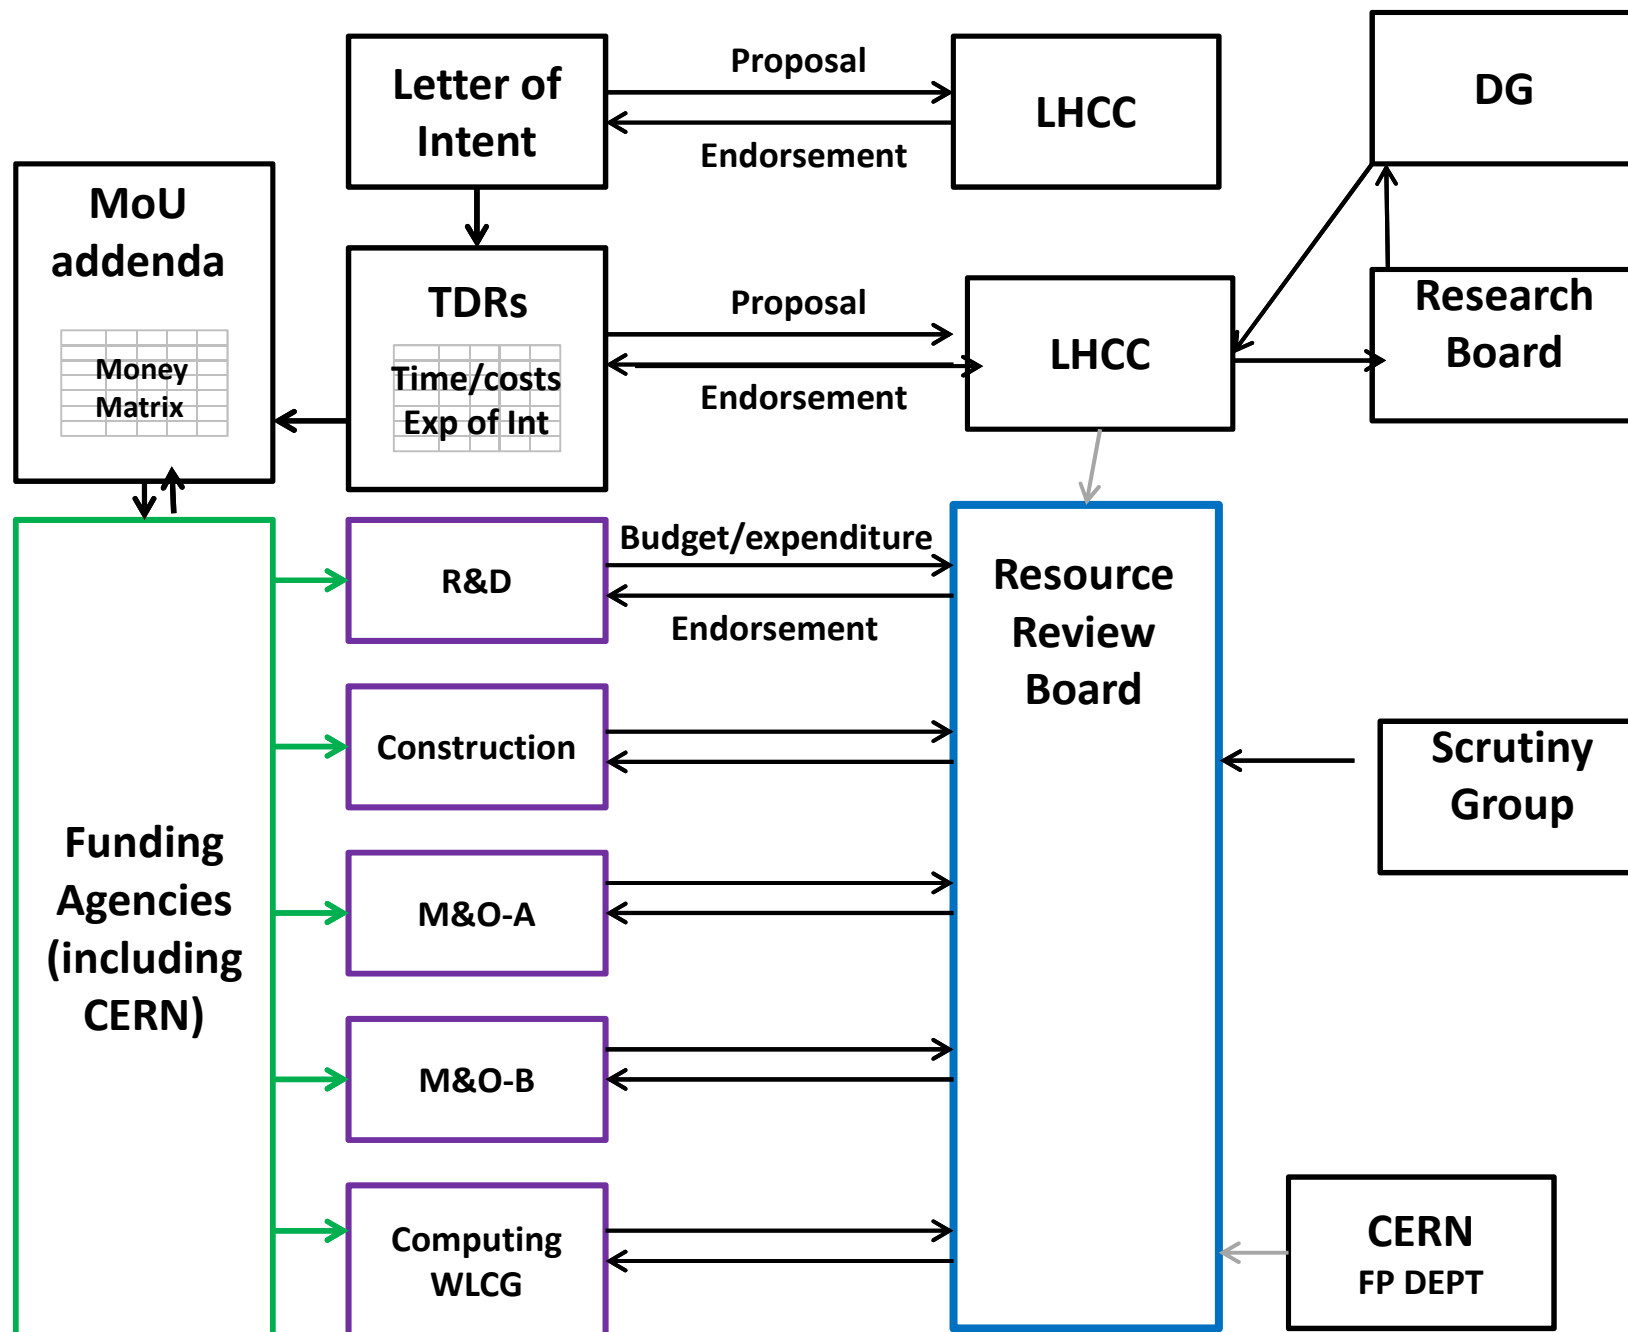 Letter of
Intent
Proposal
Endorsement
LHCC
DG
MoU
addenda
Money
Matrix
TDRs
Time/costs
Exp of Int
Proposal
Endorsement
LHCC
Research
Board
Funding
Agencies
(including
CERN)
R&D
Budget/expenditure
Endorsement
Resource
Review
Board
Construction
Scrutiny
Group
M&O-A
M&O-B
Computing
WLCG
CERN
FP DEPT